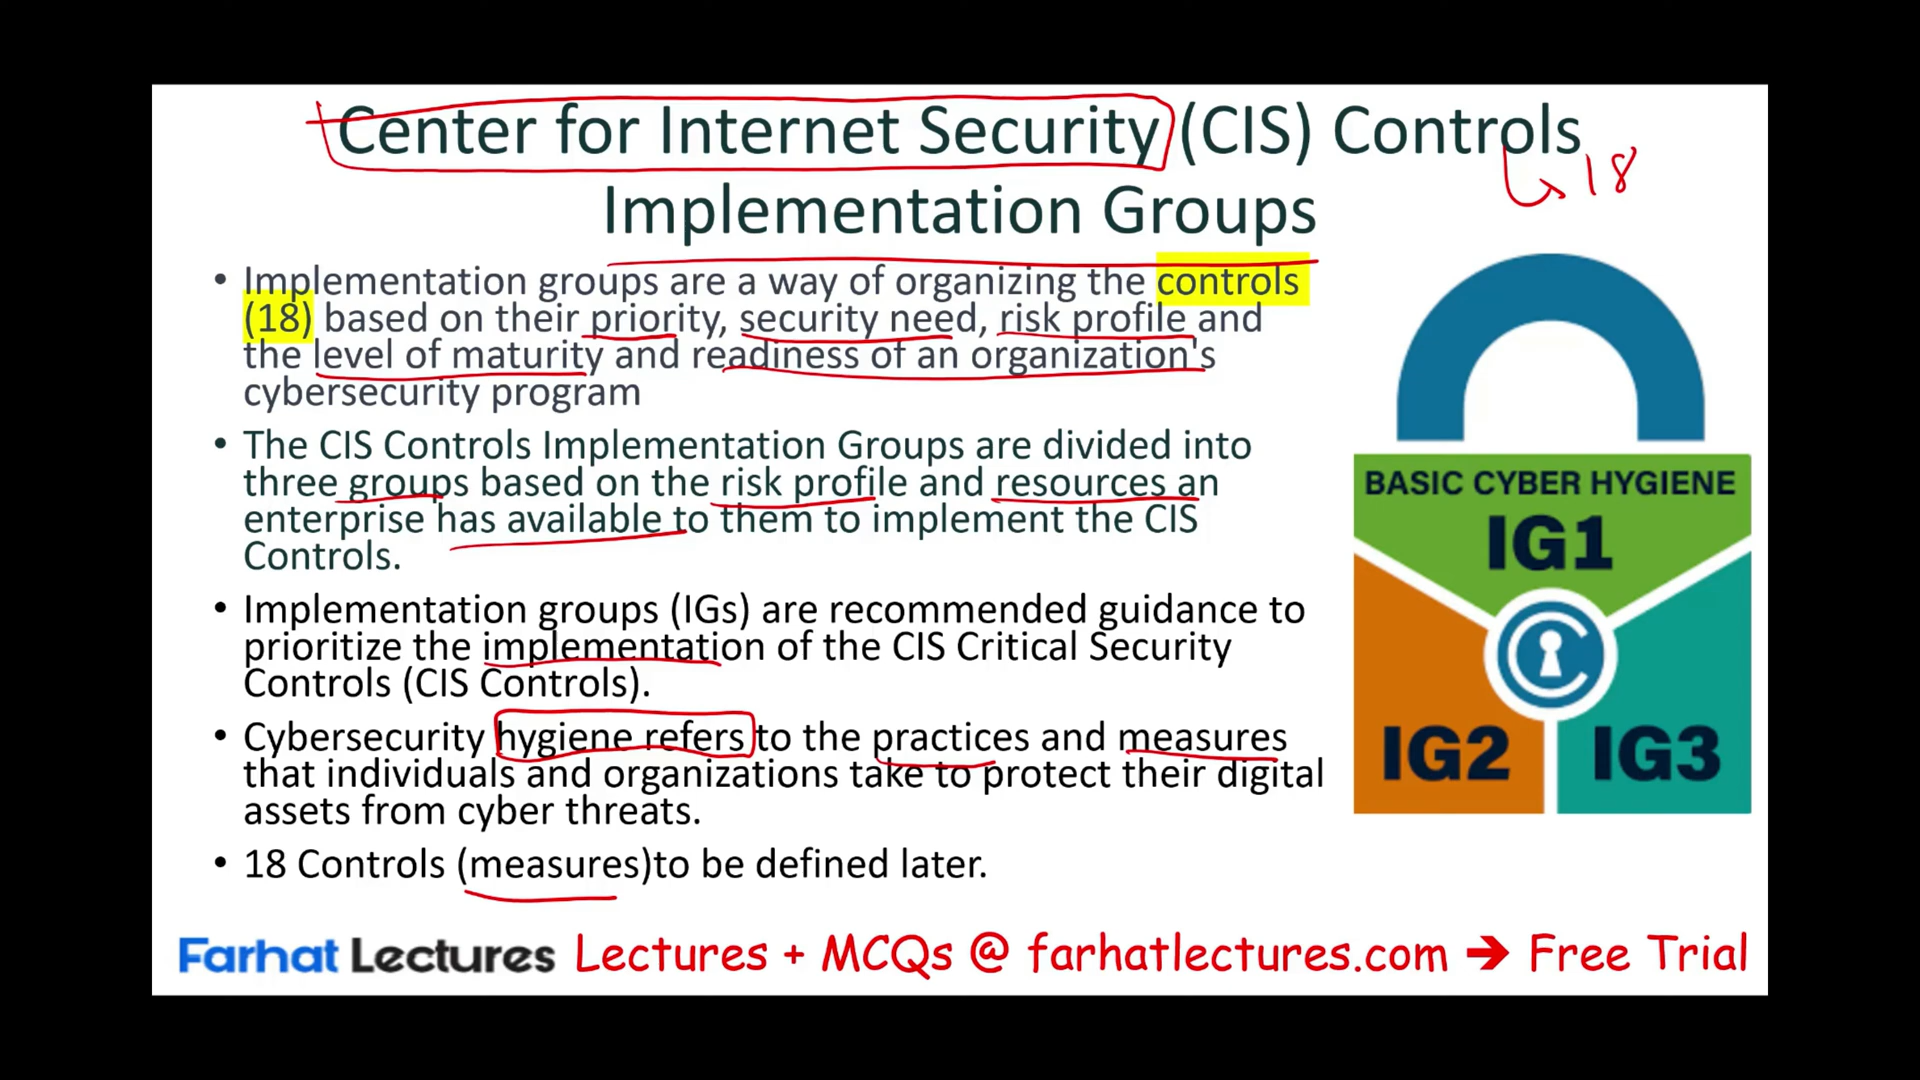 Center for Internet Security (CIS) Controls
18
Implementation Groups
• Implementation groups are a way of organizing the controls
(18) based on their priority, security need, risk profile and
the level of maturity and readiness of an organization's
cybersecurity program
• The CIS Controls Implementation Groups are divided into
three groups based on the risk profile and resources an
enterprise has available to them to implement the CIS
Controls.
• Implementation groups (IGs) are recommended guidance to
prioritize the implementation of the CIS Critical Security
Controls (CIS Controls).
• Cybersecurity hygiene refers to the practices and measures
that individuals and organizations take to protect their digital
assets from cyber threats.
• 18 Controls (measures)to be defined later.
BASIC CYBER HYGIENE
IG1
IG2 IG3
Farhat Lectures Lectures + MCQs @ farhatlectures.com → Free Trial